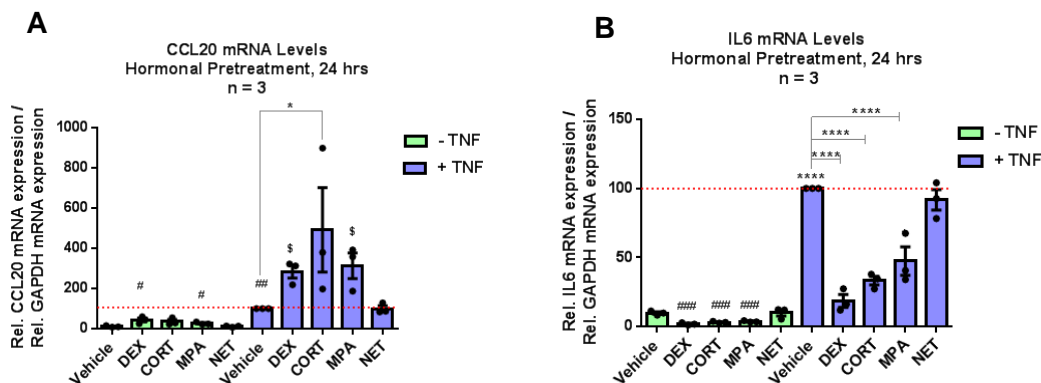 A
CCL20 mRNA Levels
Hormonal Pretreatment, 24 hrs
n = 3
Rel. CCL20 mRNA expression /
Rel. GAPDH mRNA expression
1000
800
600
400
200
0
*
#
#
##
$
$
- TNF
+ TNF
Vehicle
DEX
CORT
MPA
NET
Vehicle
DEX
CORT
MPA
NET
B
IL6 mRNA Levels
Hormonal Pretreatment, 24 hrs
n = 3
Rel. IL6 mRNA expression /
Rel. GAPDH mRNA expression
150
100
50
0
****
****
****
****
###
###
###
- TNF
+ TNF
Vehicle
DEX
CORT
MPA
NET
Vehicle
DEX
CORT
MPA
NET